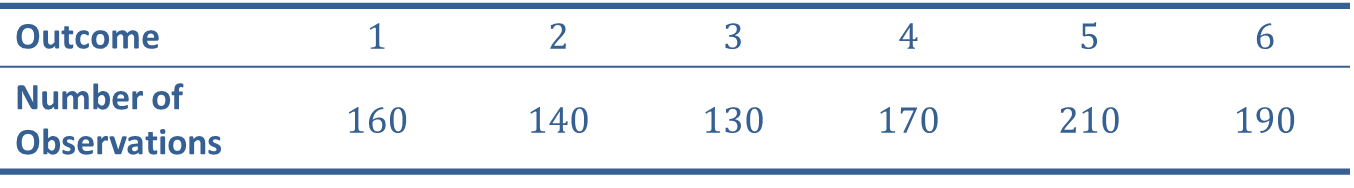 Outcome 1 2 3 4 5 6
Number of
Observations 160 140 130 170 210 190